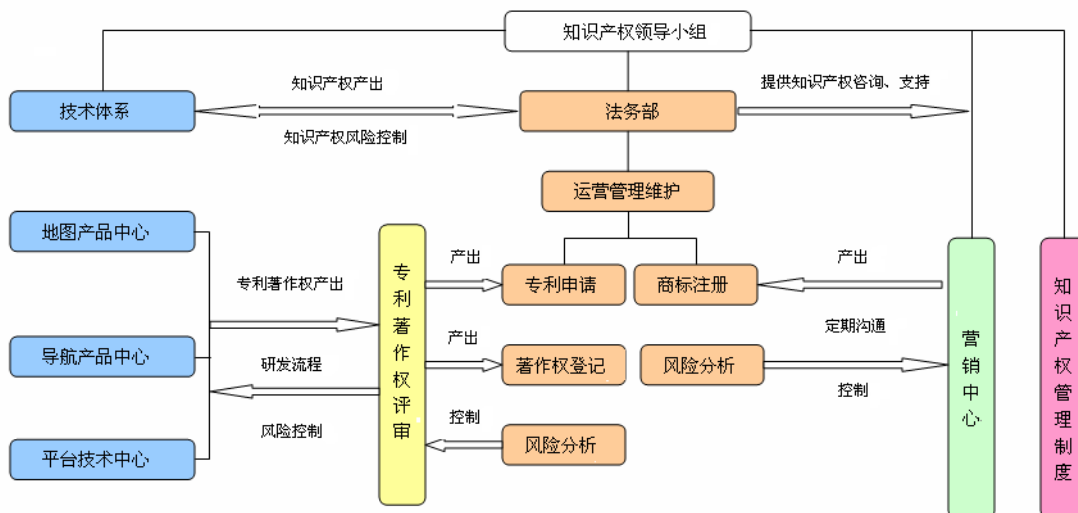 知识产权领导小组
知识产权产出
提供知识产权咨询、支持
技术体系
法务部
知识产权风险控制
运营管理维护
地图产品中心
专利著作权产出
专利著作权评审
产出
专利申请
商标注册
产出
导航产品中心
研发流程
风险控制
产出
著作权登记
风险分析
定期沟通
控制
营销中心
知识产权管理制度
平台技术中心
控制
风险分析